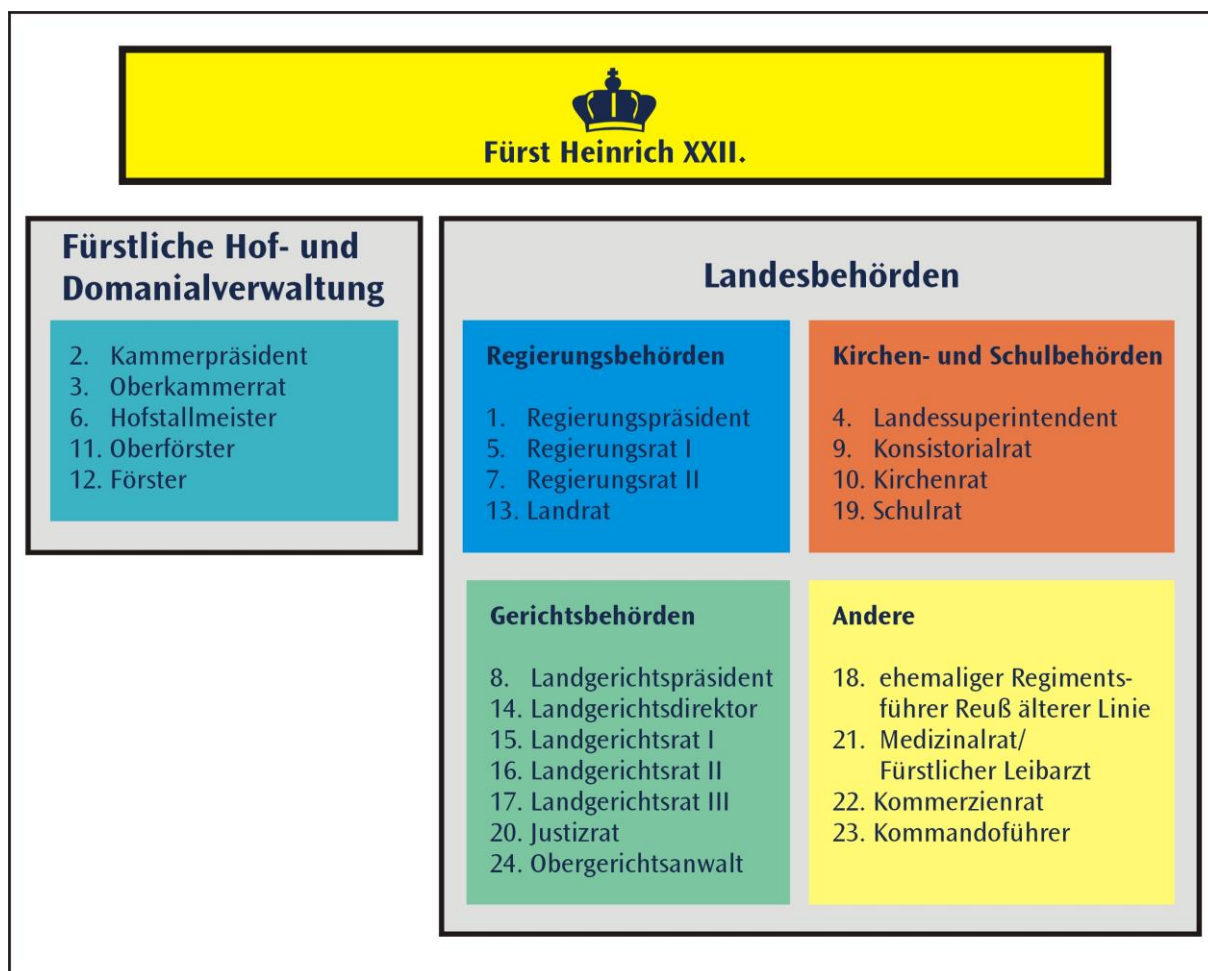 Fürst Heinrich XXII.
Fürstliche Hof- und
Domanialverwaltung
2. Kammerpräsident
3. Oberkammerrat
6. Hofstallmeister
11. Oberförster
12. Förster
Landesbehörden
Regierungsbehörden
1. Regierungspräsident
5. Regierungsrat I
7. Regierungsrat II
13. Landrat
Kirchen- und Schulbehörden
4. Landessuperintendent
9. Konsistorialrat
10. Kirchenrat
19. Schulrat
Gerichtsbehörden
8. Landgerichtspräsident
14. Landgerichtsdirektor
15. Landgerichtsrat I
16. Landgerichtsrat II
17. Landgerichtsrat III
20. Justizrat
24. Obergerichtsanwalt
Andere
18. ehemaliger Regiments-
führer Reuß älterer Linie
21. Medizinalrat/
Fürstlicher Leibarzt
22. Kommerzienrat
23. Kommandoführer